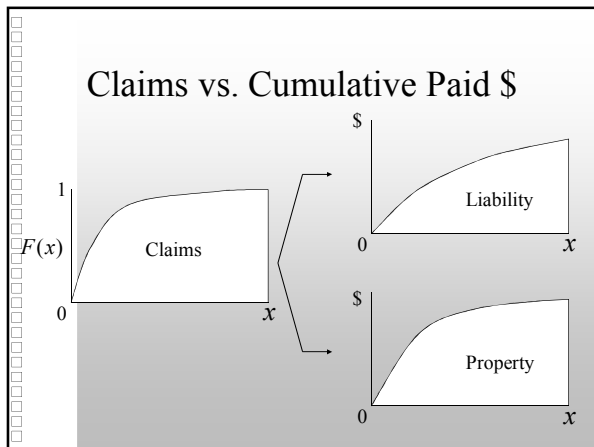 Claims vs. Cumulative Paid $
1
F(x)
Claims
0
x
$
Liability
0
x
$
Property
0
x